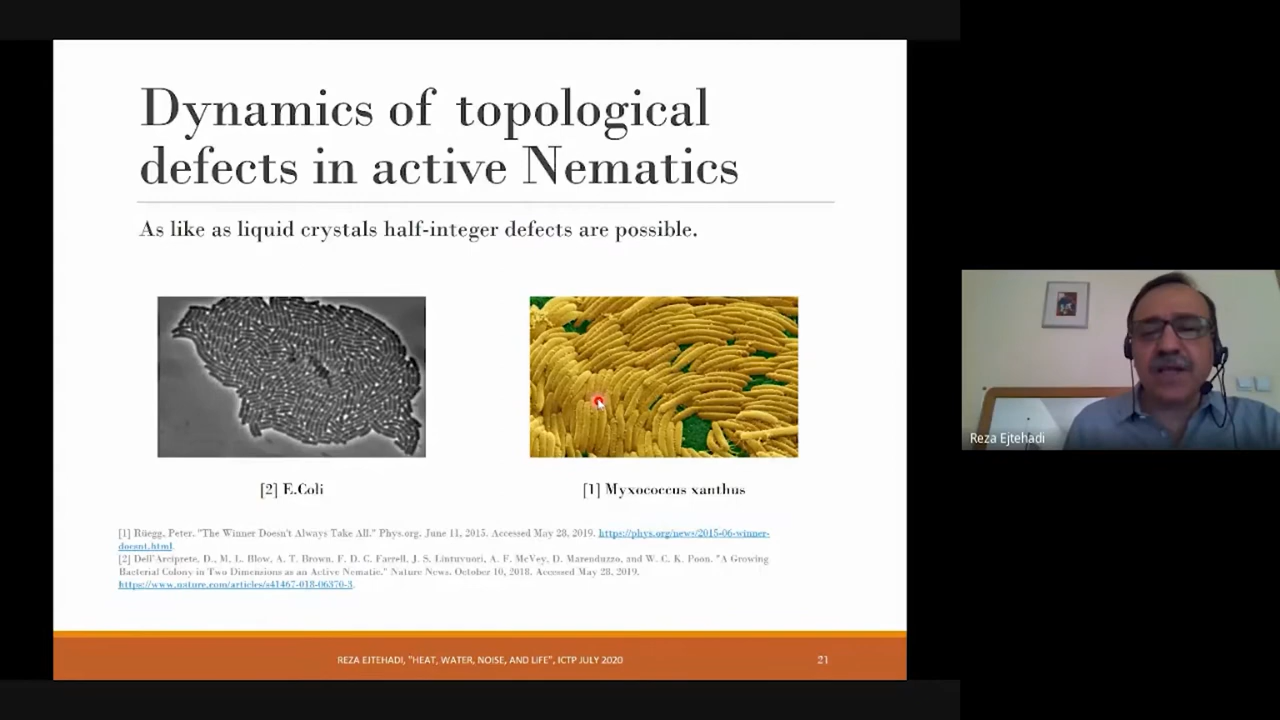 Dynamics of topological
defects in active Nematics
As like as liquid crystals half-integer defects are possible.
[2] E.Coli
[1] Myxococcus xanthus
[1] Rüegg, Peter. "The Winner Doesn't Always Take All." Phys.org. June 11, 2015. Accessed May 28, 2019. https://phys.org/news/2015-06-winner-
doesnt.html.
[2] Dell'Arciprete, D., M. L. Blow, A. T. Brown, F. D. C. Farrell, J. S. Lintuvuori, A. F. McVey, D. Marenduzzo, and W. C. K. Poon. "A Growing
Bacterial Colony in Two Dimensions as an Active Nematic." Nature News. October 10, 2018. Accessed May 28, 2019.
https://www.nature.com/articles/s41467-018-06370-3.
REZA EJTEHADI, "HEAT, WATER, NOISE, AND LIFE", ICTP JULY 2020
21
Reza Ejtehadi